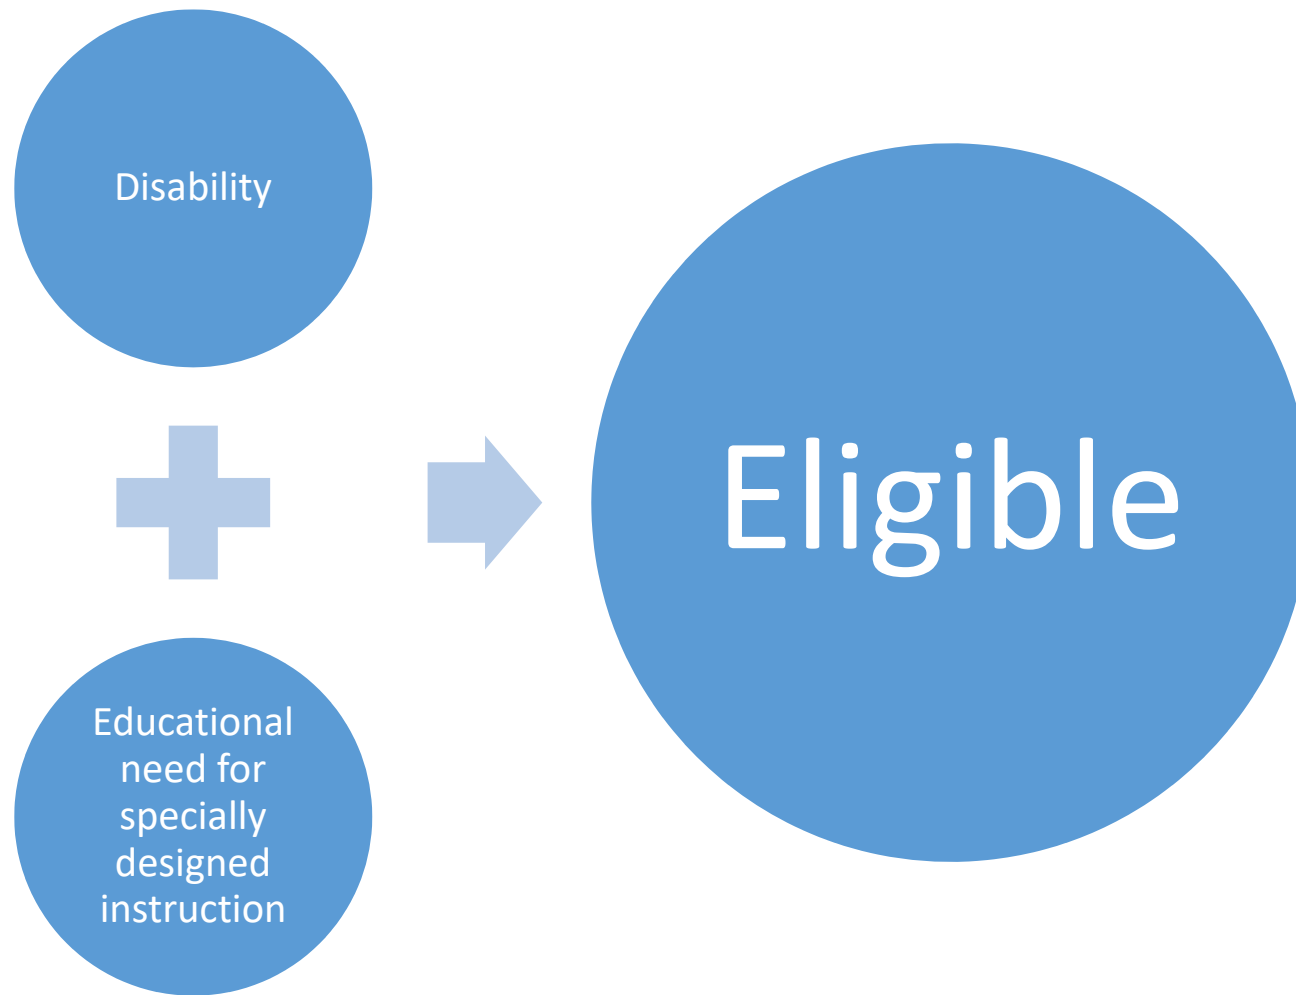 Disability
Educational
need for
specially
designed
instruction
Eligible